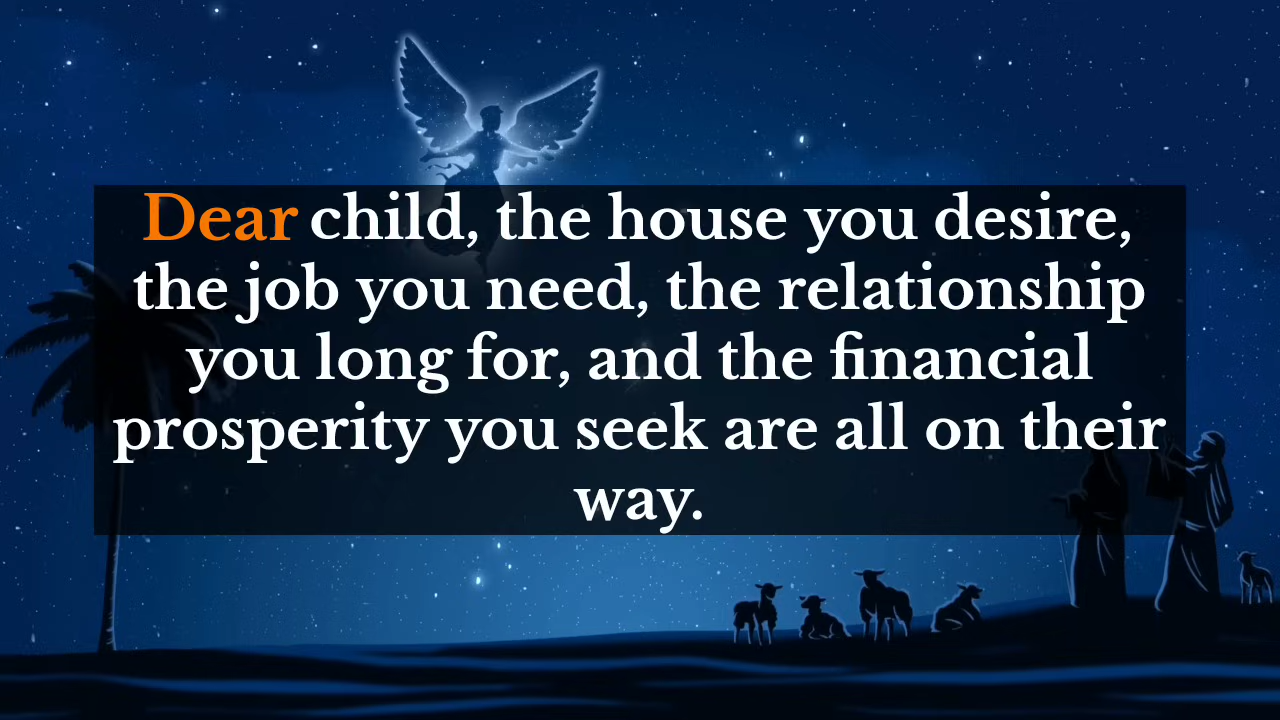 Dear child, the house you desire,
the job you need, the relationship
you long for, and the financial
prosperity you seek are all on their
way.